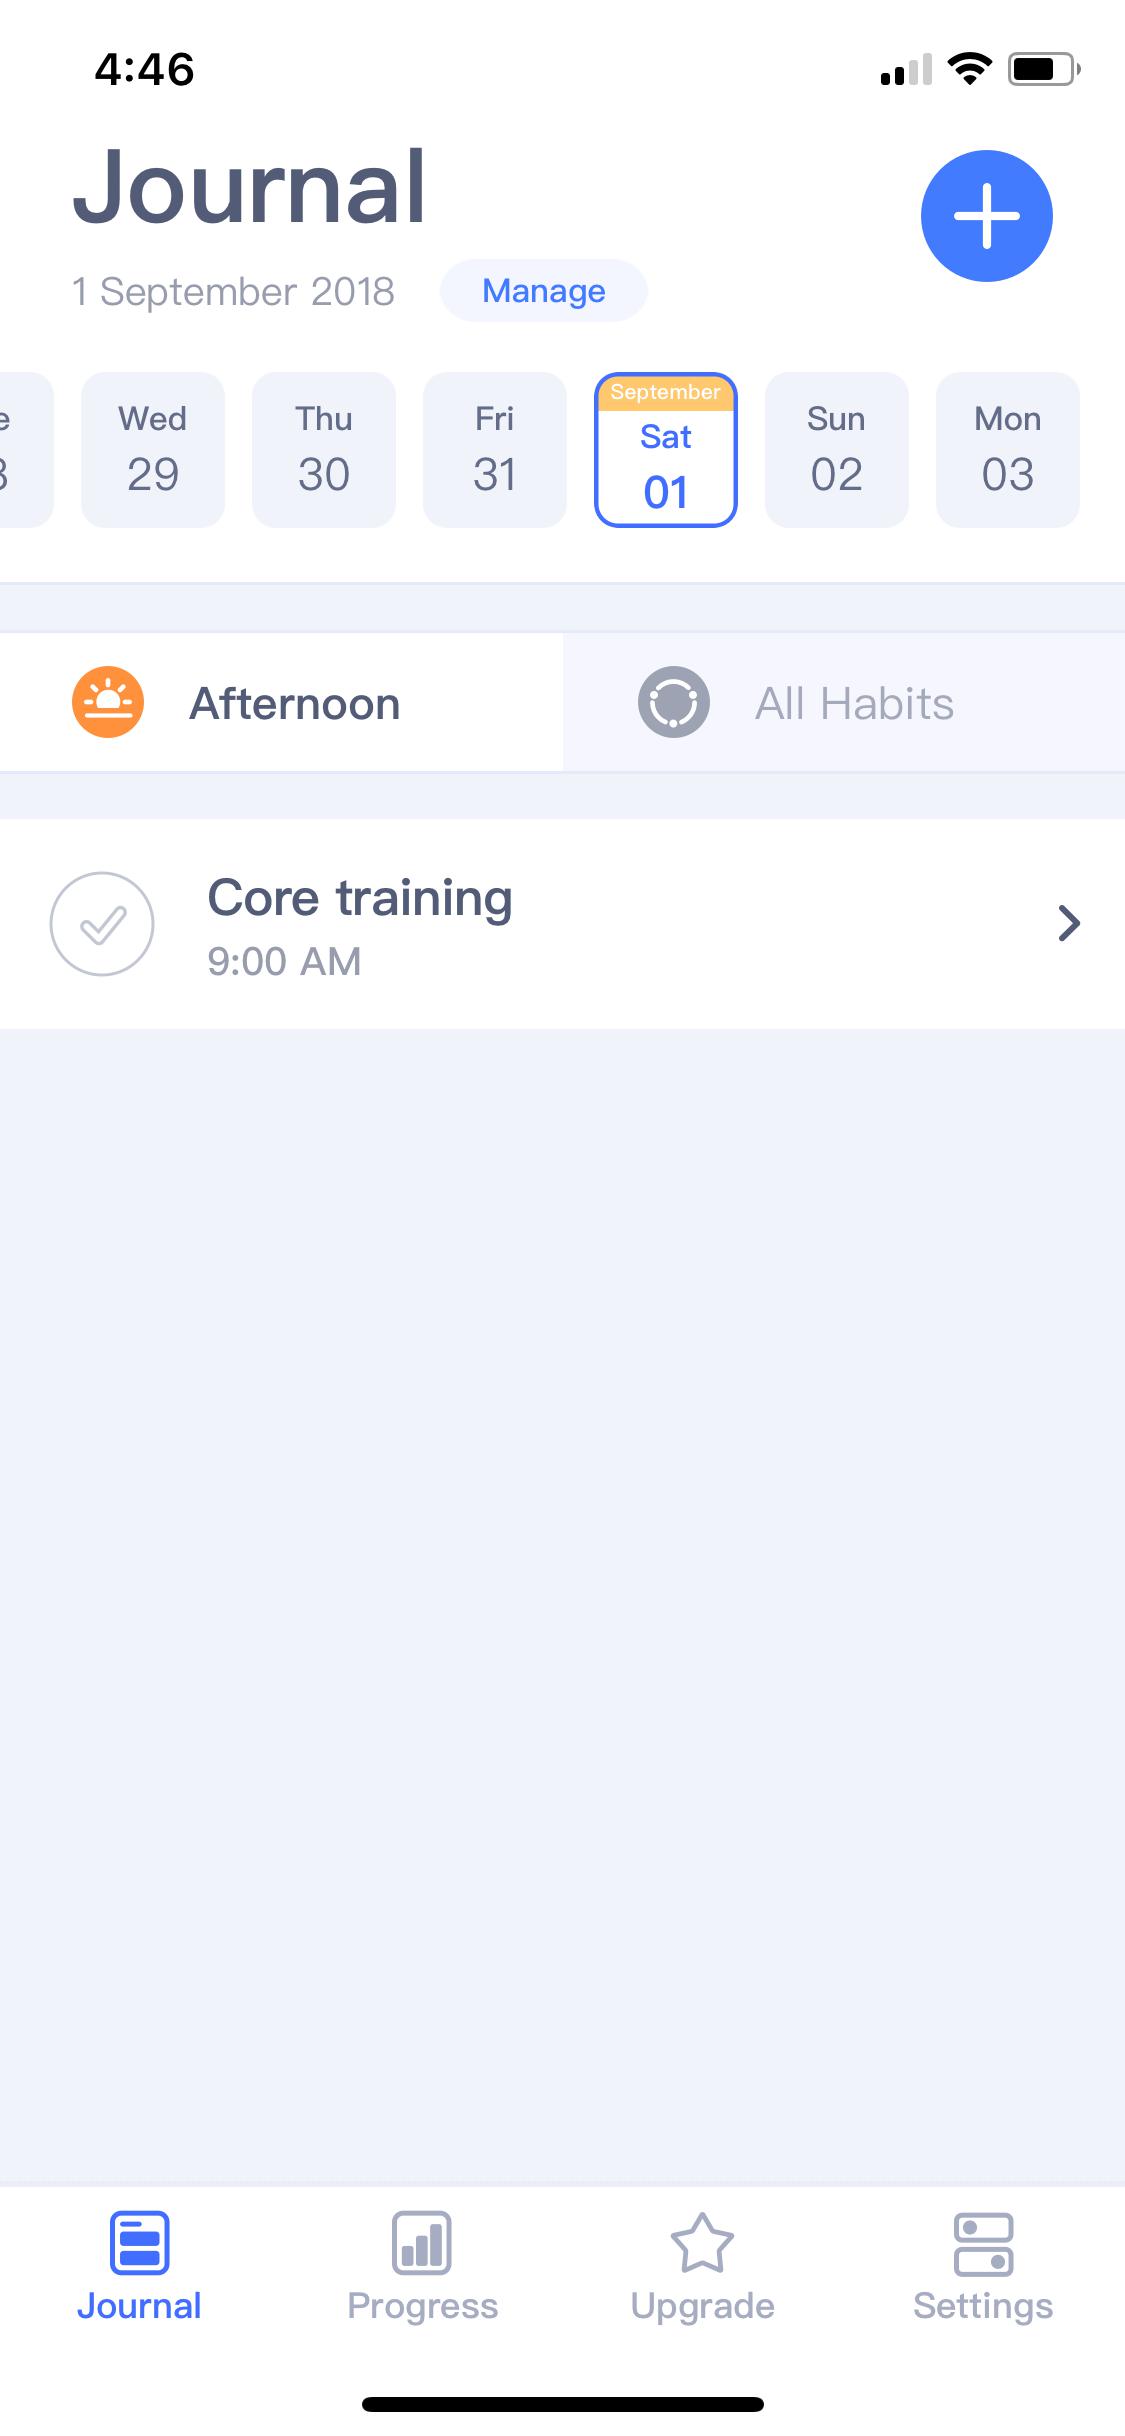 4:46
Journal
1 September 2018 Manage
Wed Thu Fri September Sat Sun Mon
29 30 31 01 02 03
Afternoon All Habits
Core training
9:00 AM
Journal Progress Upgrade Settings